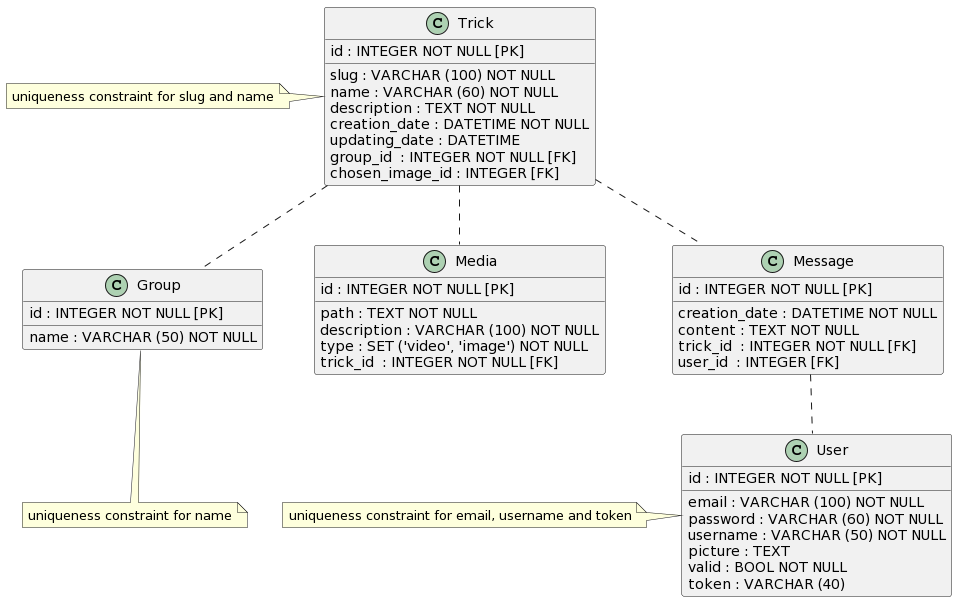 C Trick
id : INTEGER NOT NULL [PK]
slug : VARCHAR (100) NOT NULL
name : VARCHAR (60) NOT NULL
description : TEXT NOT NULL
creation_date : DATETIME NOT NULL
updating_date : DATETIME
group_id  : INTEGER NOT NULL [FK]
chosen_image_id : INTEGER [FK]
uniqueness constraint for slug and name
C Group
id : INTEGER NOT NULL [PK]
name : VARCHAR (50) NOT NULL
C Media
id : INTEGER NOT NULL [PK]
path : TEXT NOT NULL
description : VARCHAR (100) NOT NULL
type : SET ('video', 'image') NOT NULL
trick_id  : INTEGER NOT NULL [FK]
C Message
id : INTEGER NOT NULL [PK]
creation_date : DATETIME NOT NULL
content : TEXT NOT NULL
trick_id  : INTEGER NOT NULL [FK]
user_id  : INTEGER [FK]
uniqueness constraint for name
uniqueness constraint for email, username and token
C User
id : INTEGER NOT NULL [PK]
email : VARCHAR (100) NOT NULL
password : VARCHAR (60) NOT NULL
username : VARCHAR (50) NOT NULL
picture : TEXT
valid : BOOL NOT NULL
token : VARCHAR (40)